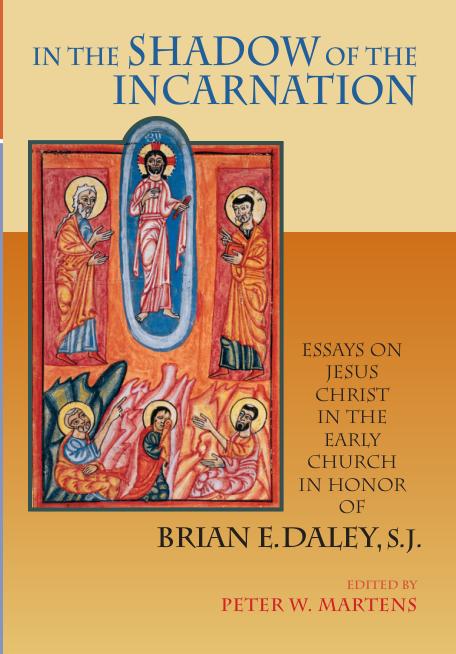 IN THE SHADOW OF THE
INCARNATION
ESSAYS ON
JESUS
CHRIST
IN THE
EARLY
CHURCH
IN HONOR
OF
BRIAN E. DALEY, S.J.
EDITED BY
PETER W. MARTENS